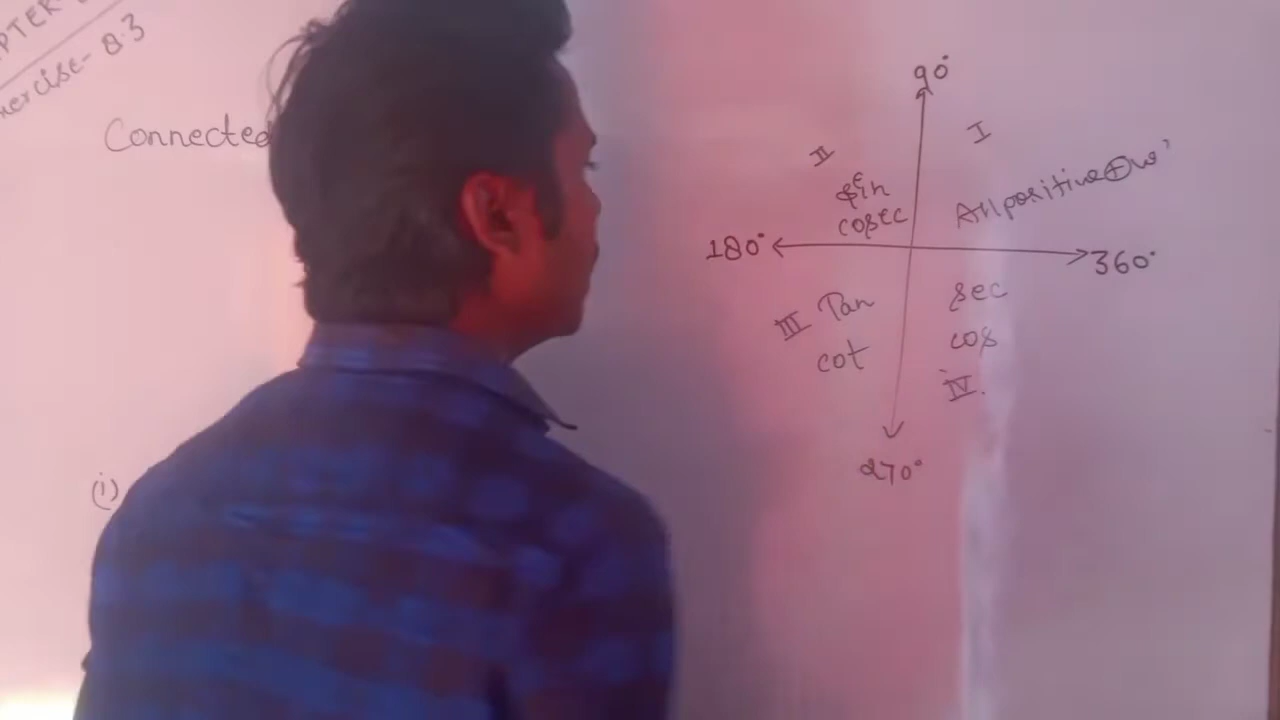 Exercise- 8.3
Connected
(i)
90°
II
I
sin
cosec
All positive
180°
360°
III Tan
cot
sec
cos
IV.
270°